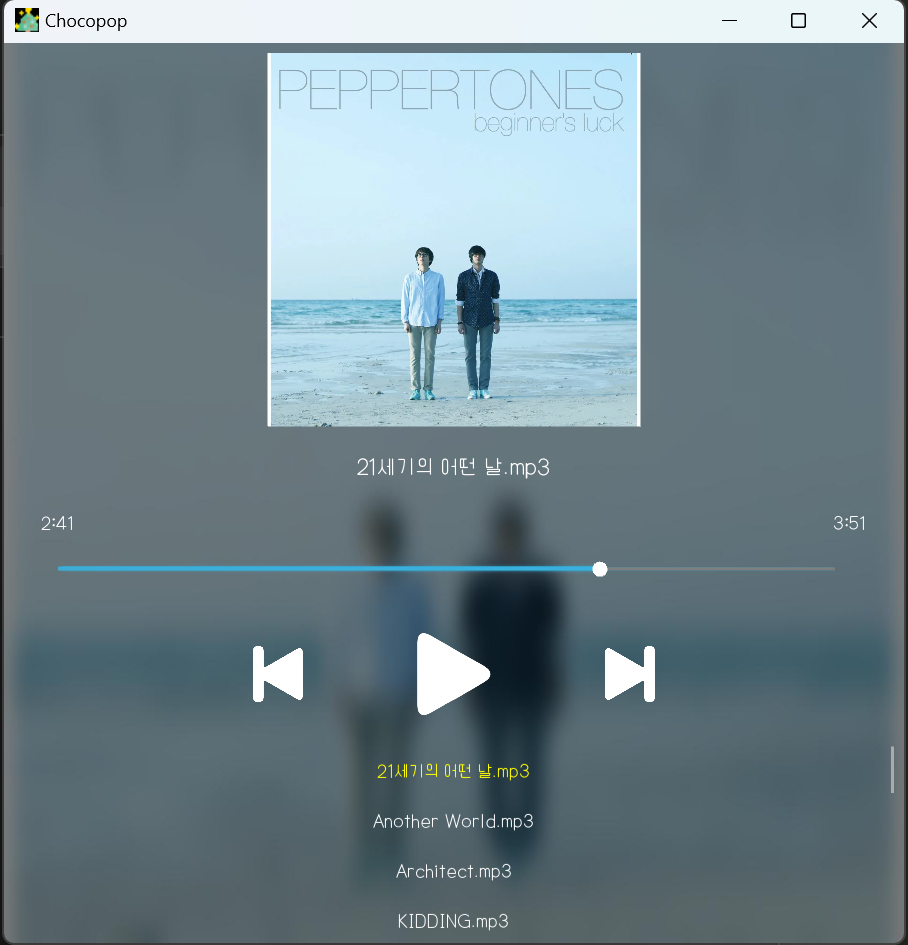 Chocopop
PEPPERTONES
beginner's luck
21세기의 어떤 날.mp3
2:41
3:51
21세기의 어떤 날.mp3
Another World.mp3
Architect.mp3
KIDDING.mp3